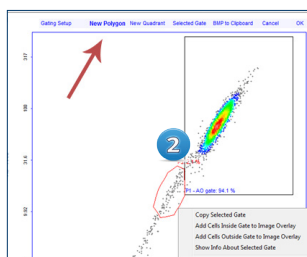 Gating Setup New Polygon New Quadrant Selected Gate BMP to Clipboard Cancel OK
2
P1 - AO gate: 84.1 %
Copy Selected Gate
Add Cells Inside Gate to Image Overlay
Add Cells Outside Gate to Image Overlay
Show Info About Selected Gate